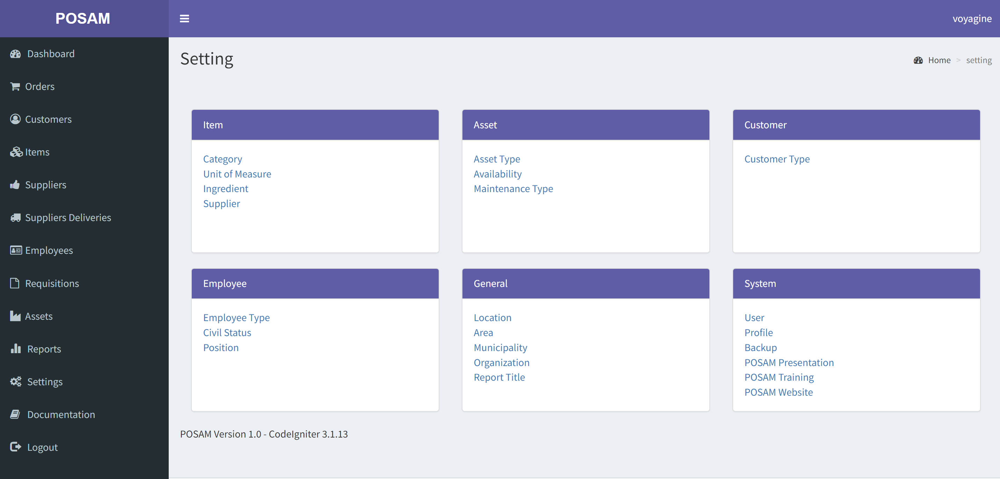 POSAM
voyagine
Dashboard
Orders
Customers
Items
Suppliers
Suppliers Deliveries
Employees
Requisitions
Assets
Reports
Settings
Documentation
Logout
Setting
Home > setting
Item
Category
Unit of Measure
Ingredient
Supplier
Asset
Asset Type
Availability
Maintenance Type
Customer
Customer Type
Employee
Employee Type
Civil Status
Position
General
Location
Area
Municipality
Organization
Report Title
System
User
Profile
Backup
POSAM Presentation
POSAM Training
POSAM Website
POSAM Version 1.0 - CodeIgniter 3.1.13